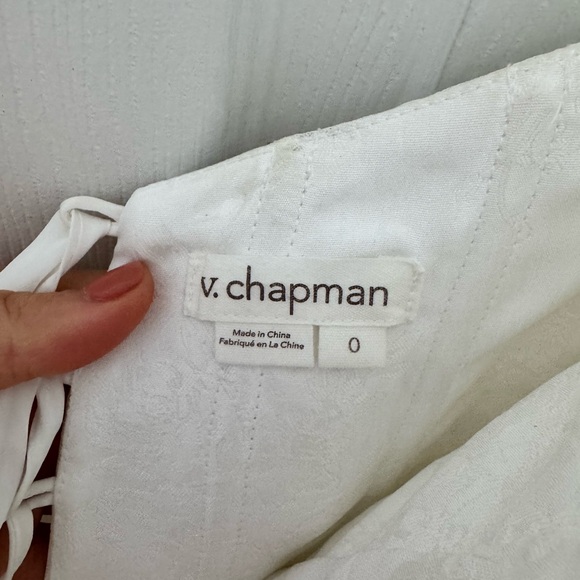 v. chapman
Made in China
Fabriqué en La Chine
0